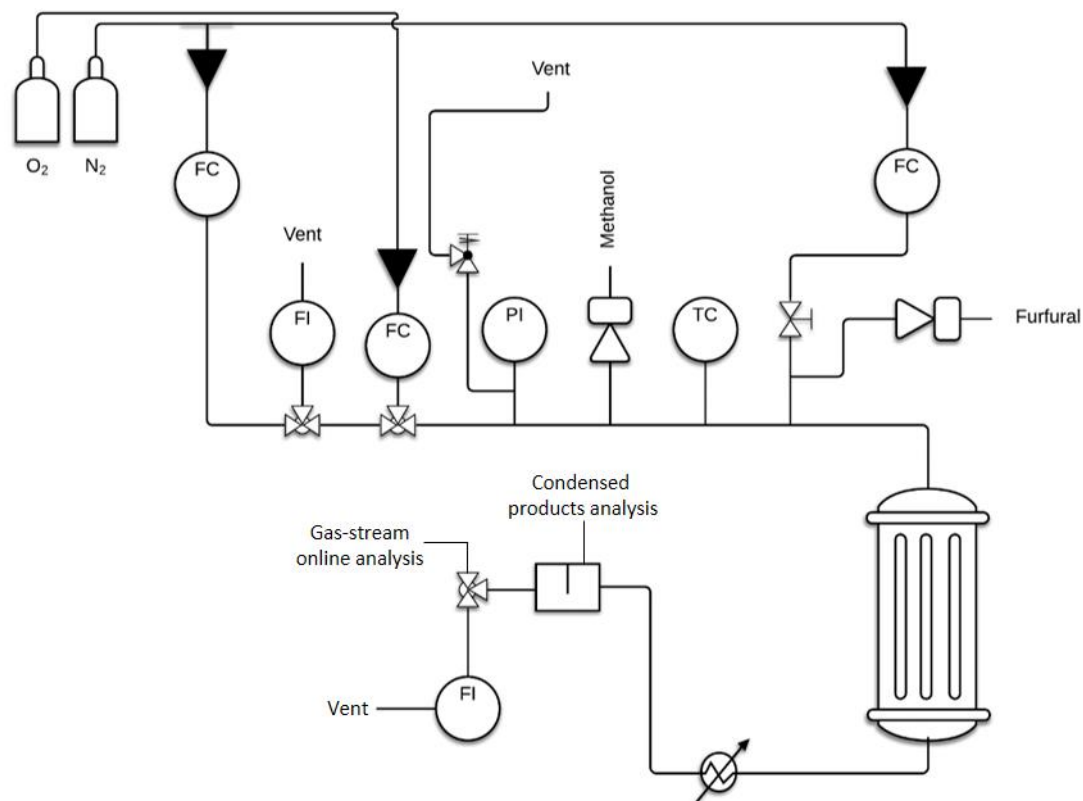 Vent
O₂
N₂
FC
FC
Methanol
Vent
FI
FC
PI
TC
Furfural
Condensed
products analysis
Gas-stream
online analysis
FI
Vent